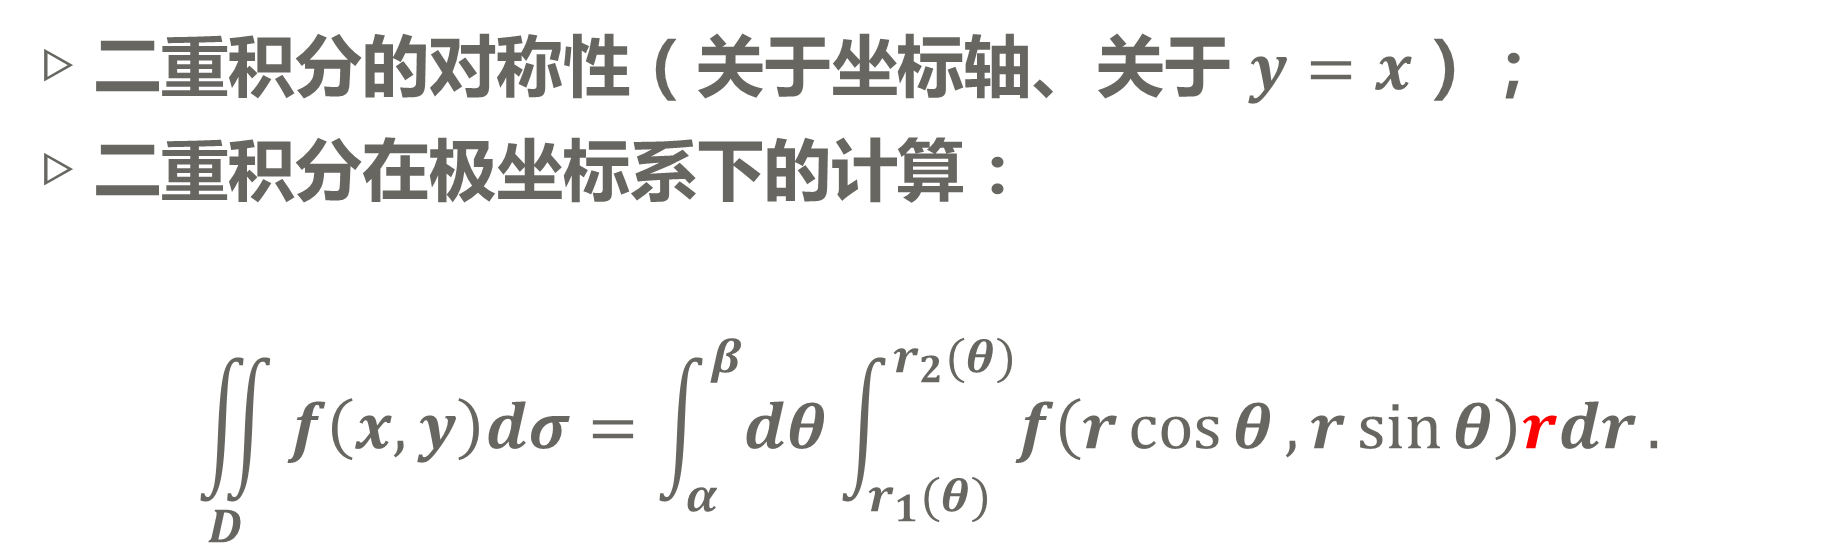 ▷ 二重积分的对称性（关于坐标轴、关于 y = x）；
▷ 二重积分在极坐标系下的计算：
∬_D f(x, y)dσ = ∫_α^β dθ ∫_{r₁(θ)}^{r₂(θ)} f(r cos θ , r sin θ)rdr .